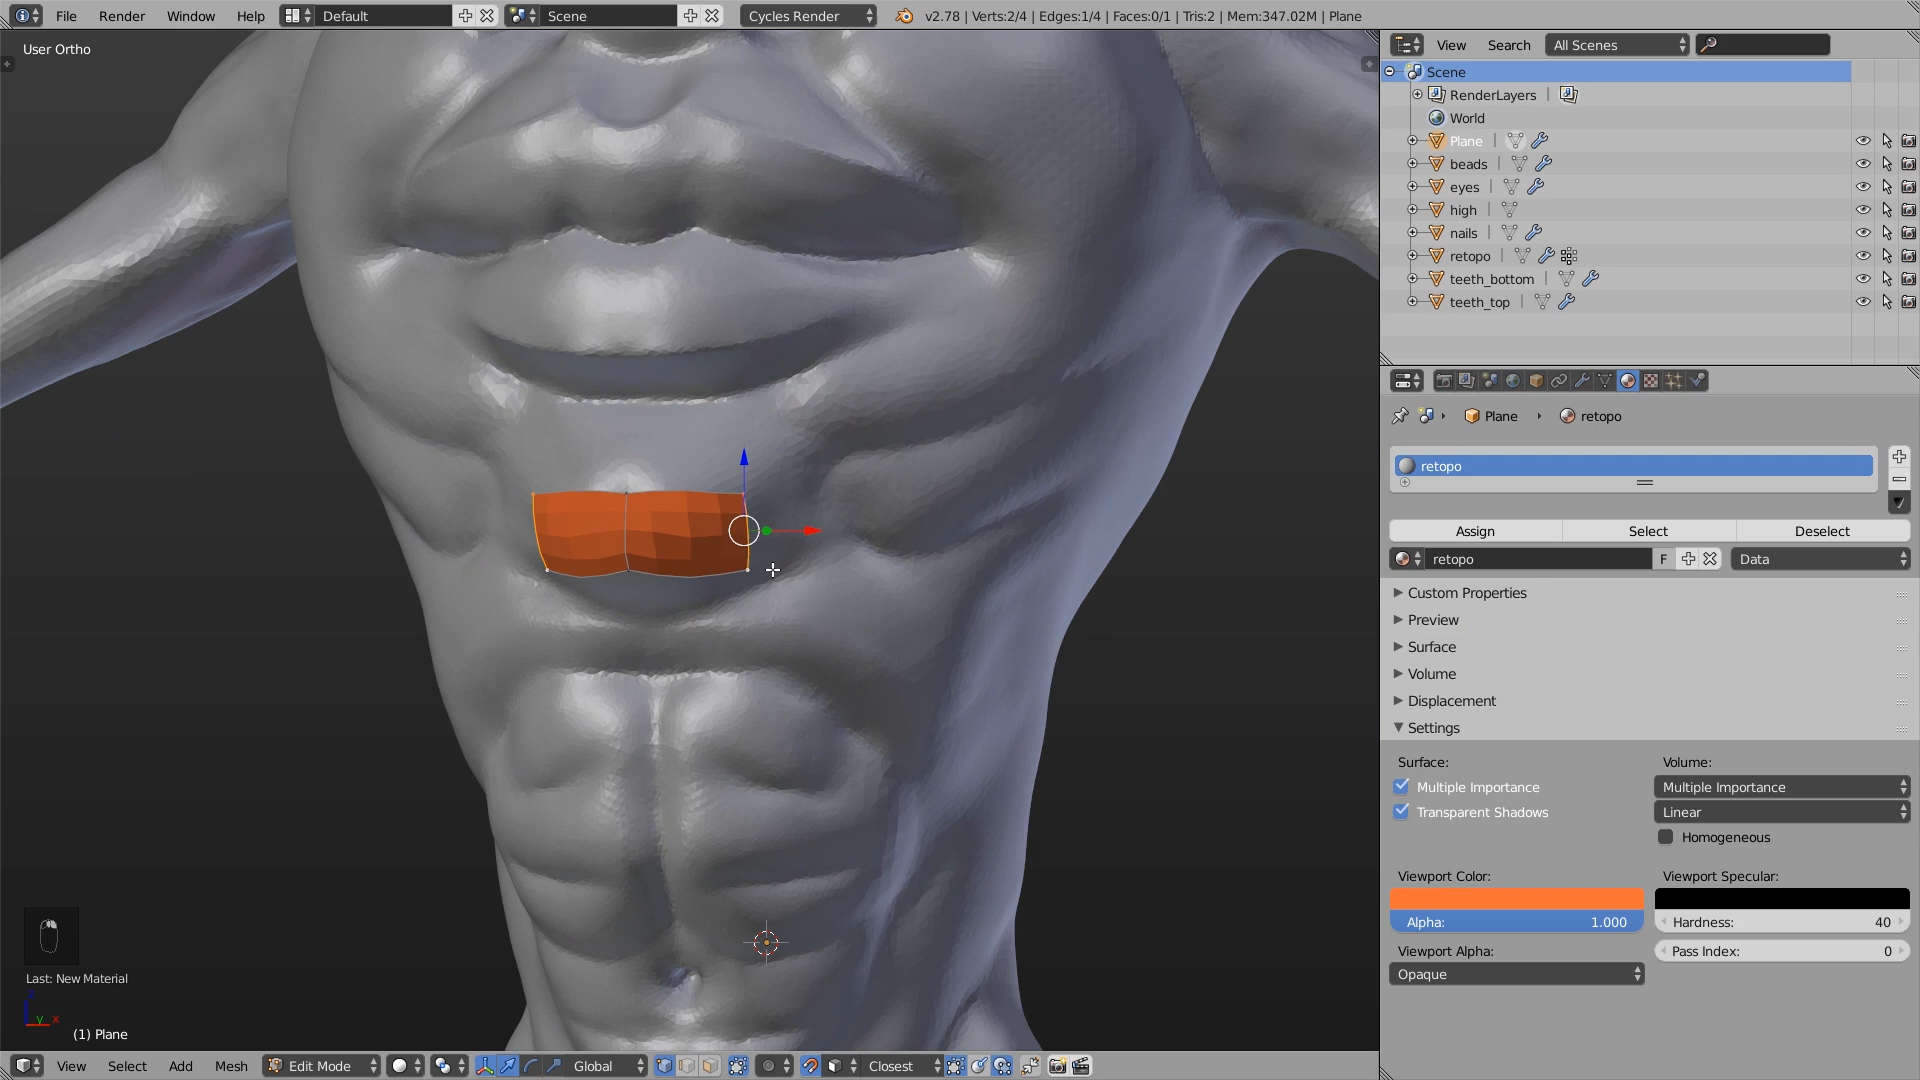 File Render Window Help Default Scene Cycles Render v2.78 | Verts:2/4 | Edges:1/4 | Faces:0/1 | Tris:2 | Mem:347.02M | Plane
User Ortho
View Search All Scenes
Scene
RenderLayers
World
Plane
beads
eyes
high
nails
retopo
teeth_bottom
teeth_top
Plane retopo
retopo
Assign Select Deselect
retopo F Data
Custom Properties
Preview
Surface
Volume
Displacement
Settings
Surface: Volume:
Multiple Importance Multiple Importance
Transparent Shadows Linear
Homogeneous
Viewport Color: Viewport Specular:
Alpha: 1.000 Hardness: 40
Viewport Alpha: Pass Index: 0
Opaque
Last: New Material
z
y x
(1) Plane
View Select Add Mesh Edit Mode Global Closest